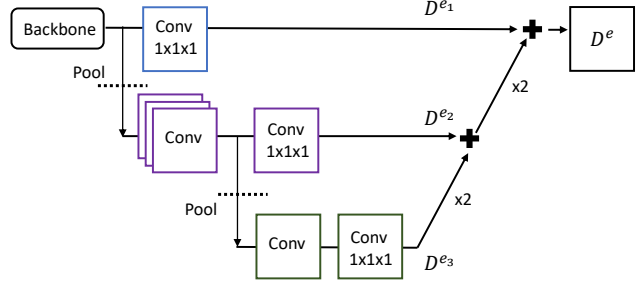 Backbone
Conv
1x1x1
D^{e_1}
D^e
Pool
x2
Conv
Conv
1x1x1
D^{e_2}
Pool
x2
Conv
Conv
1x1x1
D^{e_3}